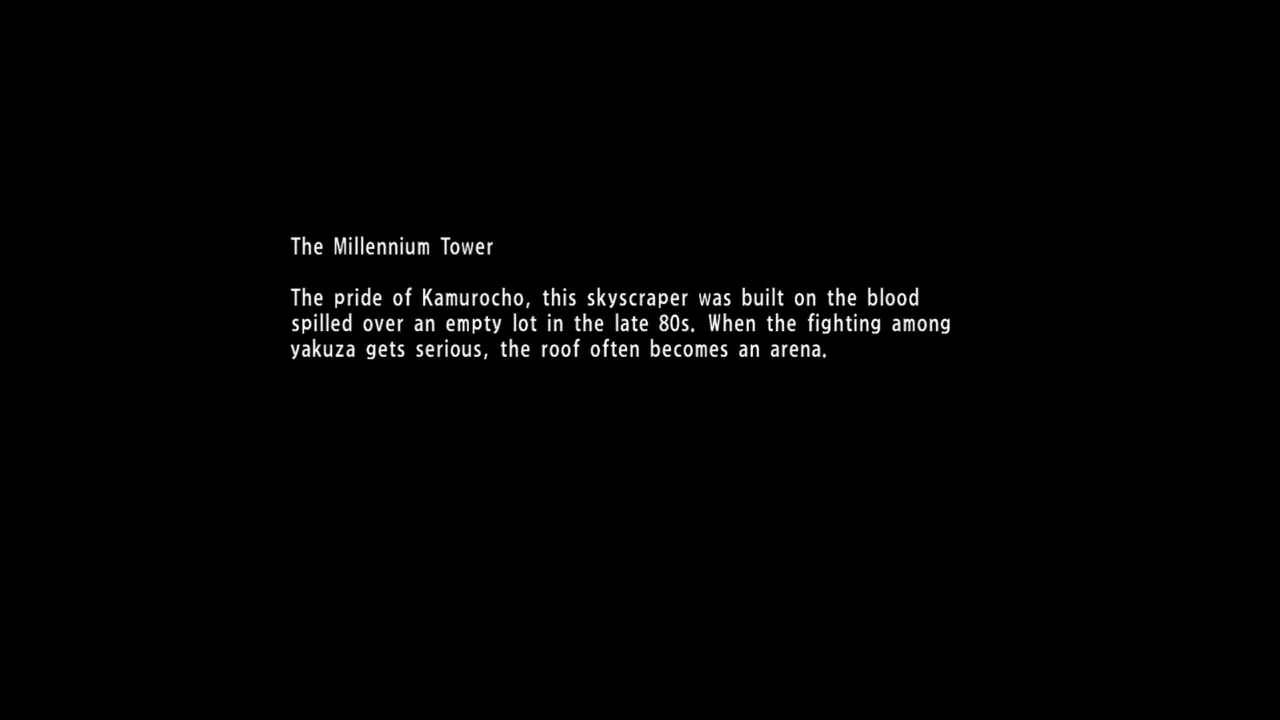 The Millennium Tower
The pride of Kamurocho, this skyscraper was built on the blood
spilled over an empty lot in the late 80s. When the fighting among
yakuza gets serious, the roof often becomes an arena.